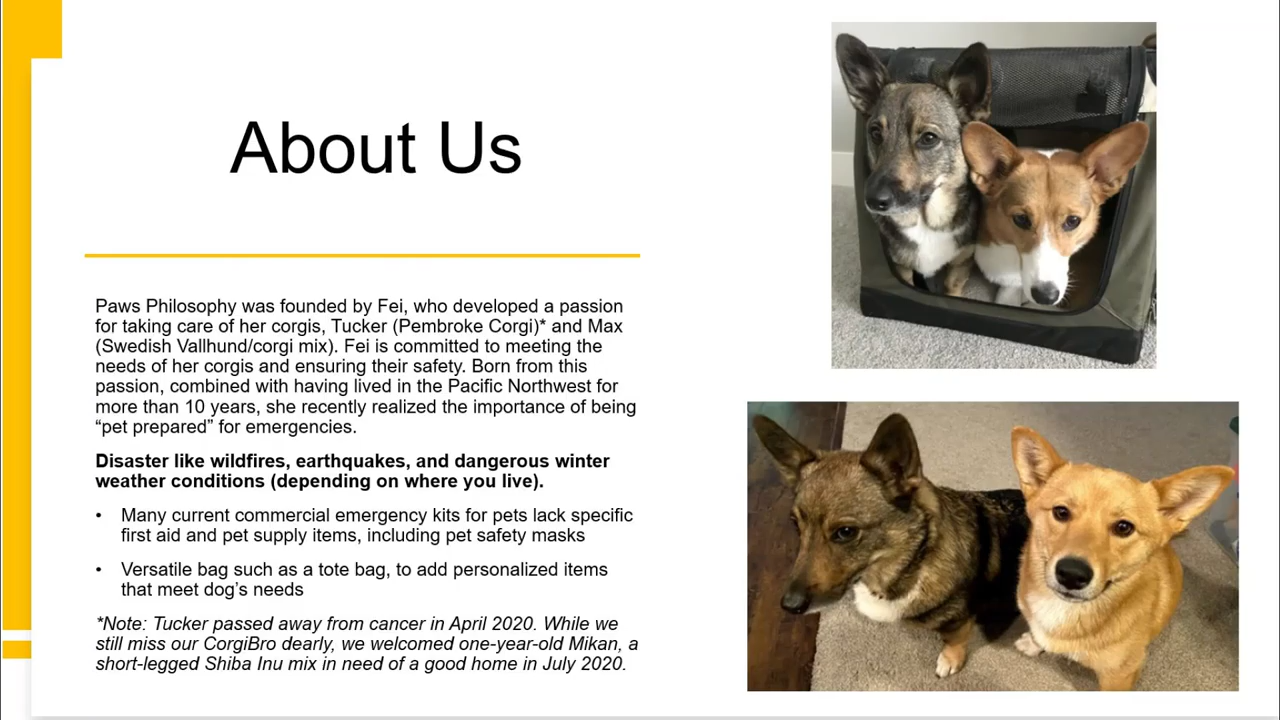 About Us
Paws Philosophy was founded by Fei, who developed a passion
for taking care of her corgis, Tucker (Pembroke Corgi)* and Max
(Swedish Vallhund/corgi mix). Fei is committed to meeting the
needs of her corgis and ensuring their safety. Born from this
passion, combined with having lived in the Pacific Northwest for
more than 10 years, she recently realized the importance of being
“pet prepared” for emergencies.
Disaster like wildfires, earthquakes, and dangerous winter
weather conditions (depending on where you live).
• Many current commercial emergency kits for pets lack specific
first aid and pet supply items, including pet safety masks
• Versatile bag such as a tote bag, to add personalized items
that meet dog’s needs
*Note: Tucker passed away from cancer in April 2020. While we
still miss our CorgiBro dearly, we welcomed one-year-old Mikan, a
short-legged Shiba Inu mix in need of a good home in July 2020.